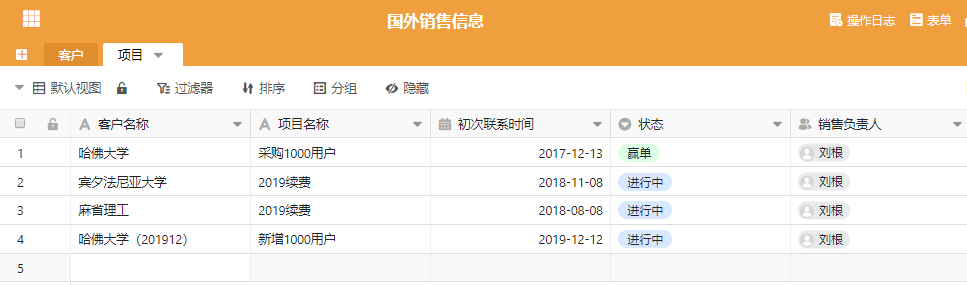 国外销售信息
操作日志 表单
客户 项目
默认视图 过滤器 排序 分组 隐藏
A 客户名称 A 项目名称 初次联系时间 状态 销售负责人
1 哈佛大学 采购1000用户 2017-12-13 赢单 刘根
2 宾夕法尼亚大学 2019续费 2018-11-08 进行中 刘根
3 麻省理工 2019续费 2018-08-08 进行中 刘根
4 哈佛大学（201912） 新增1000用户 2019-12-12 进行中 刘根
5